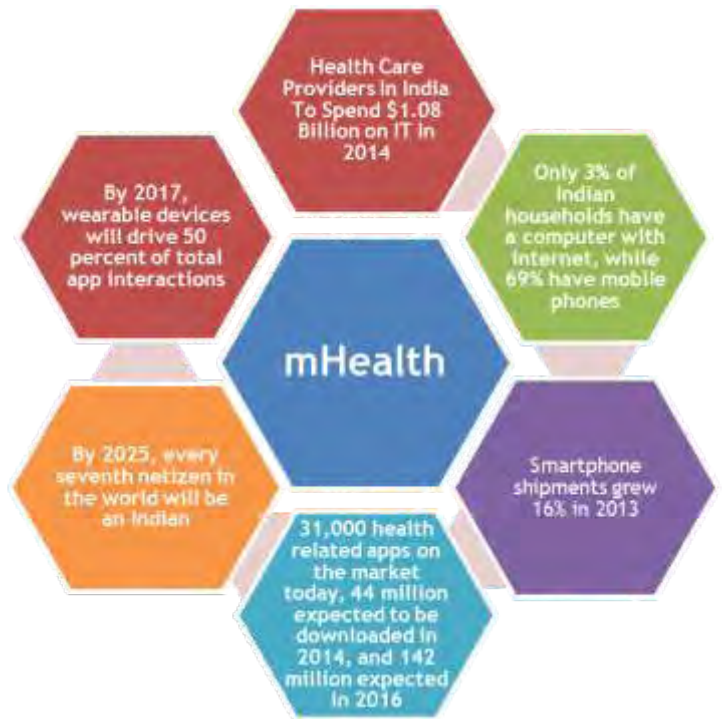 Health Care
Providers in India
To Spend $1.08
Billion on IT in
2014
Only 3% of
Indian
households have
a computer with
internet, while
69% have mobile
phones
Smartphone
shipments grew
16% in 2013
31,000 health
related apps on
the market
today, 44 million
expected to be
downloaded in
2014, and 142
million expected
in 2016
By 2025, every
seventh netizen in
the world will be
an Indian
By 2017,
wearable devices
will drive 50
percent of total
app interactions
mHealth